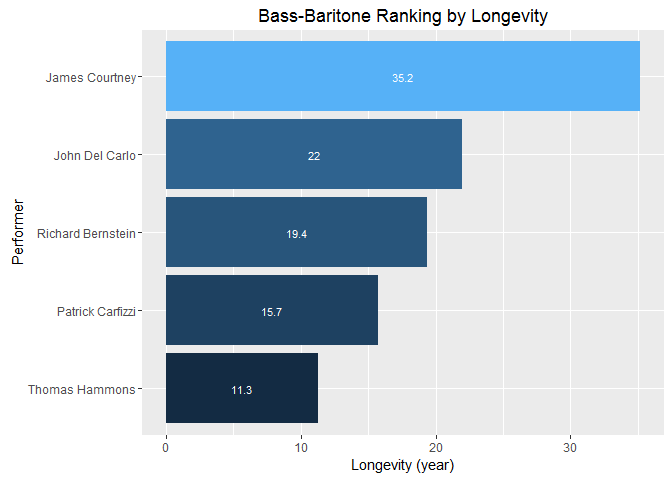 Bass-Baritone Ranking by Longevity
Performer
James Courtney
35.2
John Del Carlo
22
Richard Bernstein
19.4
Patrick Carfizzi
15.7
Thomas Hammons
11.3
0 10 20 30
Longevity (year)